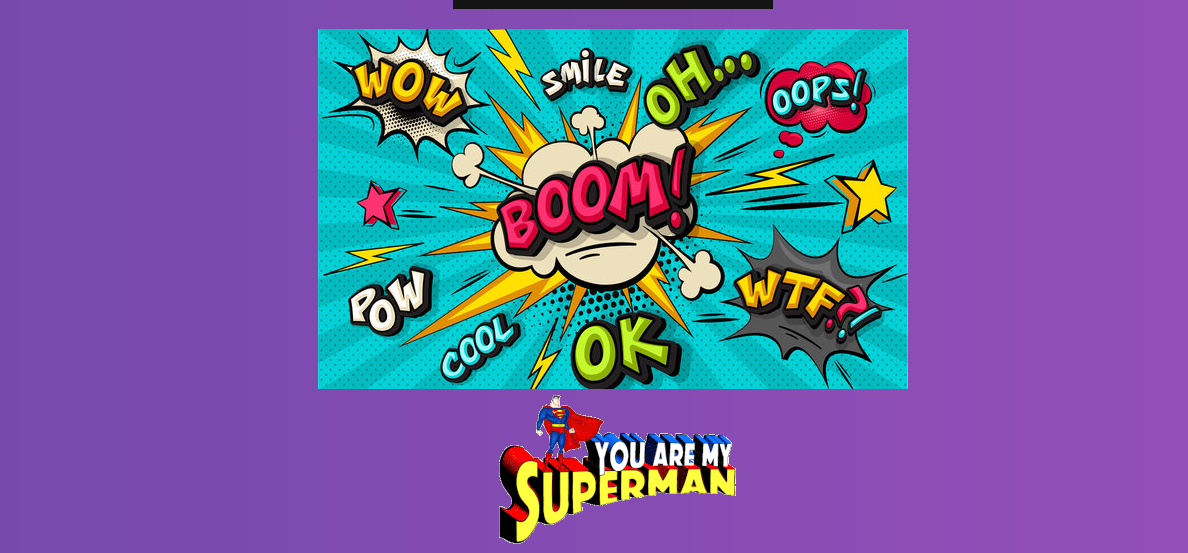 WOW
SMILE
OH...
OOPS!
BOOM!
POW
WTF?!
COOL
OK
YOU ARE MY
SUPERMAN